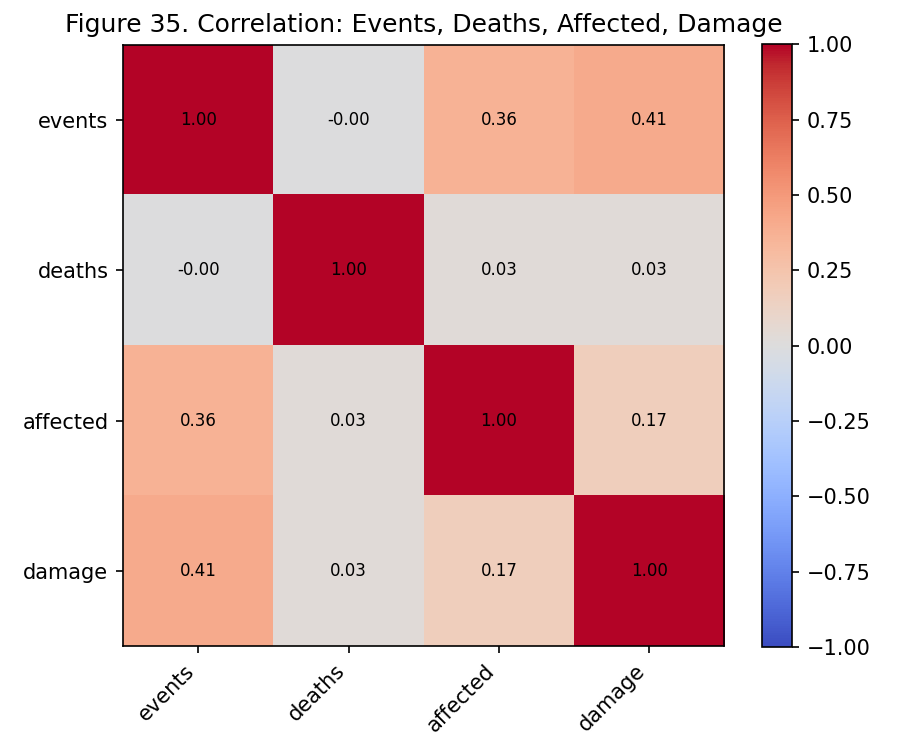 Figure 35. Correlation: Events, Deaths, Affected, Damage
events 1.00 -0.00 0.36 0.41
deaths -0.00 1.00 0.03 0.03
affected 0.36 0.03 1.00 0.17
damage 0.41 0.03 0.17 1.00
events deaths affected damage
1.00
0.75
0.50
0.25
0.00
−0.25
−0.50
−0.75
−1.00